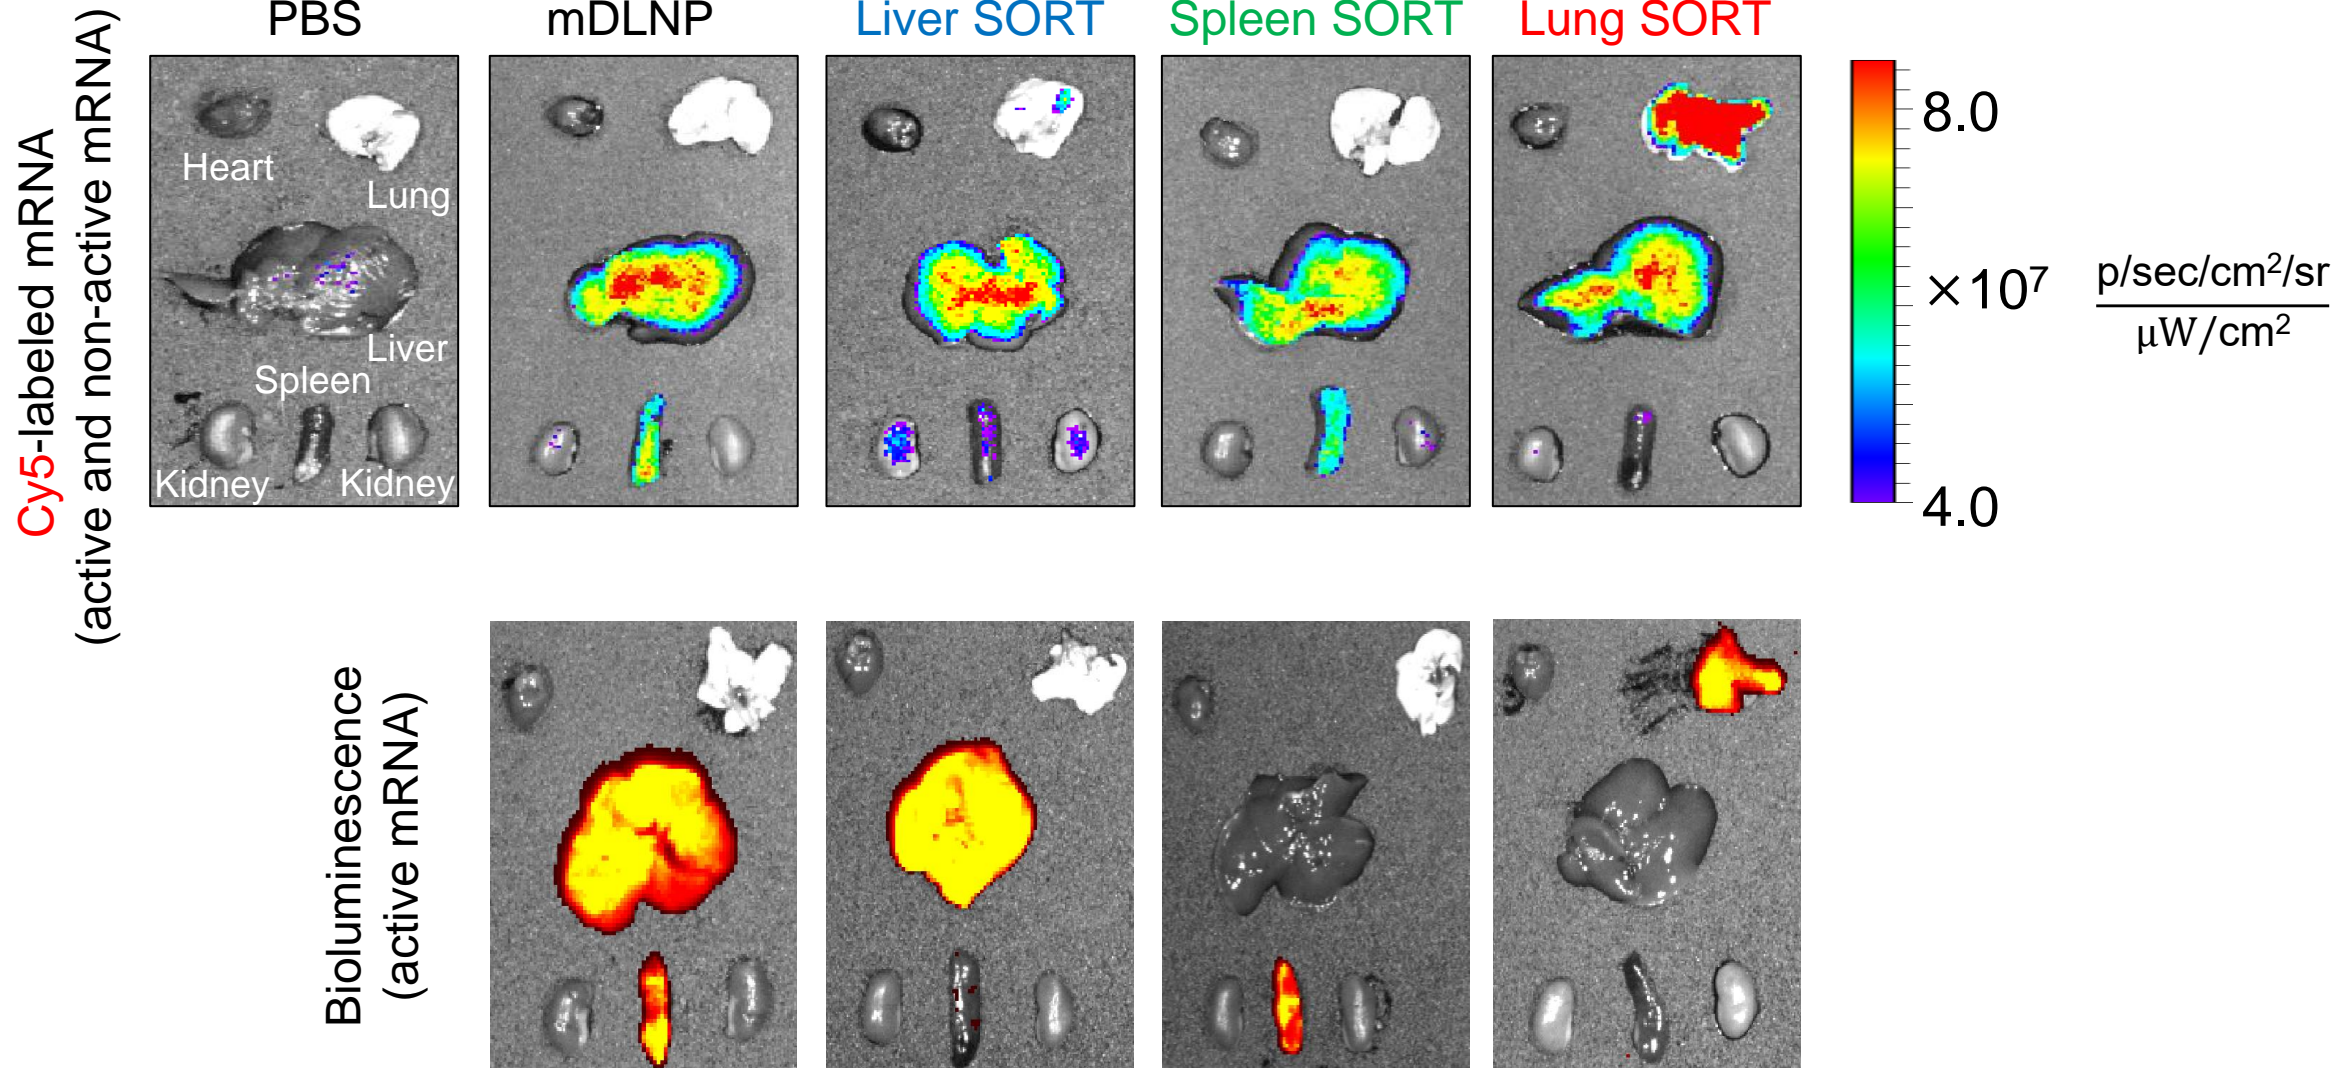 PBS
mDLNP
Liver SORT
Spleen SORT
Lung SORT
Cy5-labeled mRNA
(active and non-active mRNA)
Heart
Lung
Liver
Spleen
Kidney
Kidney
8.0
×10⁷
4.0
p/sec/cm²/sr
μW/cm²
Bioluminescence
(active mRNA)